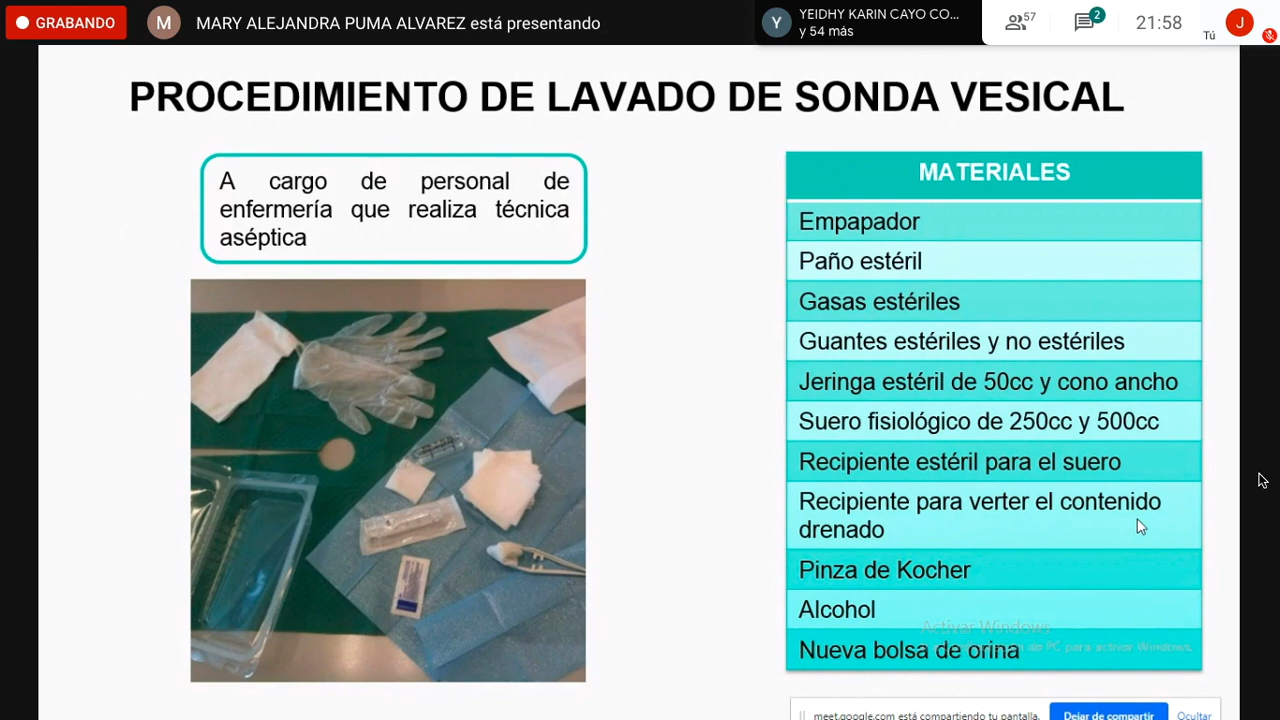 GRABANDO
M
MARY ALEJANDRA PUMA ALVAREZ está presentando
Y
YEIDHY KARIN CAYO CO...
y 54 más
57
2
21:58
Tú
J
PROCEDIMIENTO DE LAVADO DE SONDA VESICAL
A cargo de personal de
enfermería que realiza técnica
aséptica
MATERIALES
Empapador
Paño estéril
Gasas estériles
Guantes estériles y no estériles
Jeringa estéril de 50cc y cono ancho
Suero fisiológico de 250cc y 500cc
Recipiente estéril para el suero
Recipiente para verter el contenido
drenado
Pinza de Kocher
Alcohol
Activar Windows
Nueva bolsa de orina
PC para activar Windows.
meet.google.com está compartiendo tu pantalla.
Dejar de compartir
Ocultar